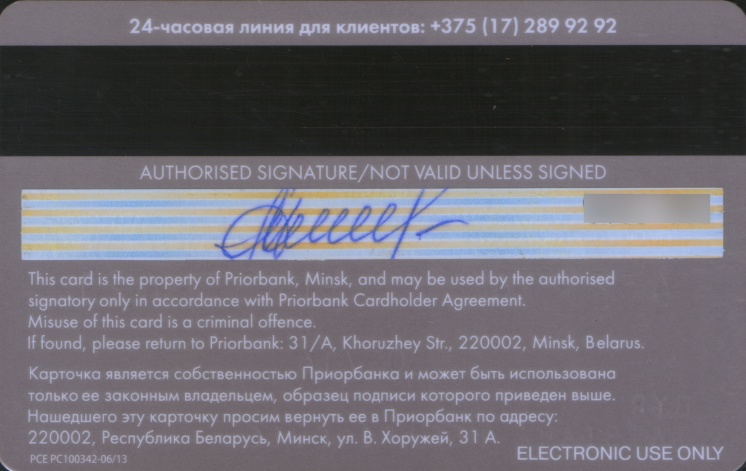 24-часовая линия для клиентов: +375 (17) 289 92 92
AUTHORISED SIGNATURE/NOT VALID UNLESS SIGNED
This card is the property of Priorbank, Minsk, and may be used by the authorised
signatory only in accordance with Priorbank Cardholder Agreement.
Misuse of this card is a criminal offence.
If found, please return to Priorbank: 31/A, Khoruzhey Str., 220002, Minsk, Belarus.
Карточка является собственностью Приорбанка и может быть использована
только ее законным владельцем, образец подписи которого приведен выше.
Нашедшего эту карточку просим вернуть ее в Приорбанк по адресу:
220002, Республика Беларусь, Минск, ул. В. Хоружей, 31 А.
PCE PC100342-06/13
ELECTRONIC USE ONLY